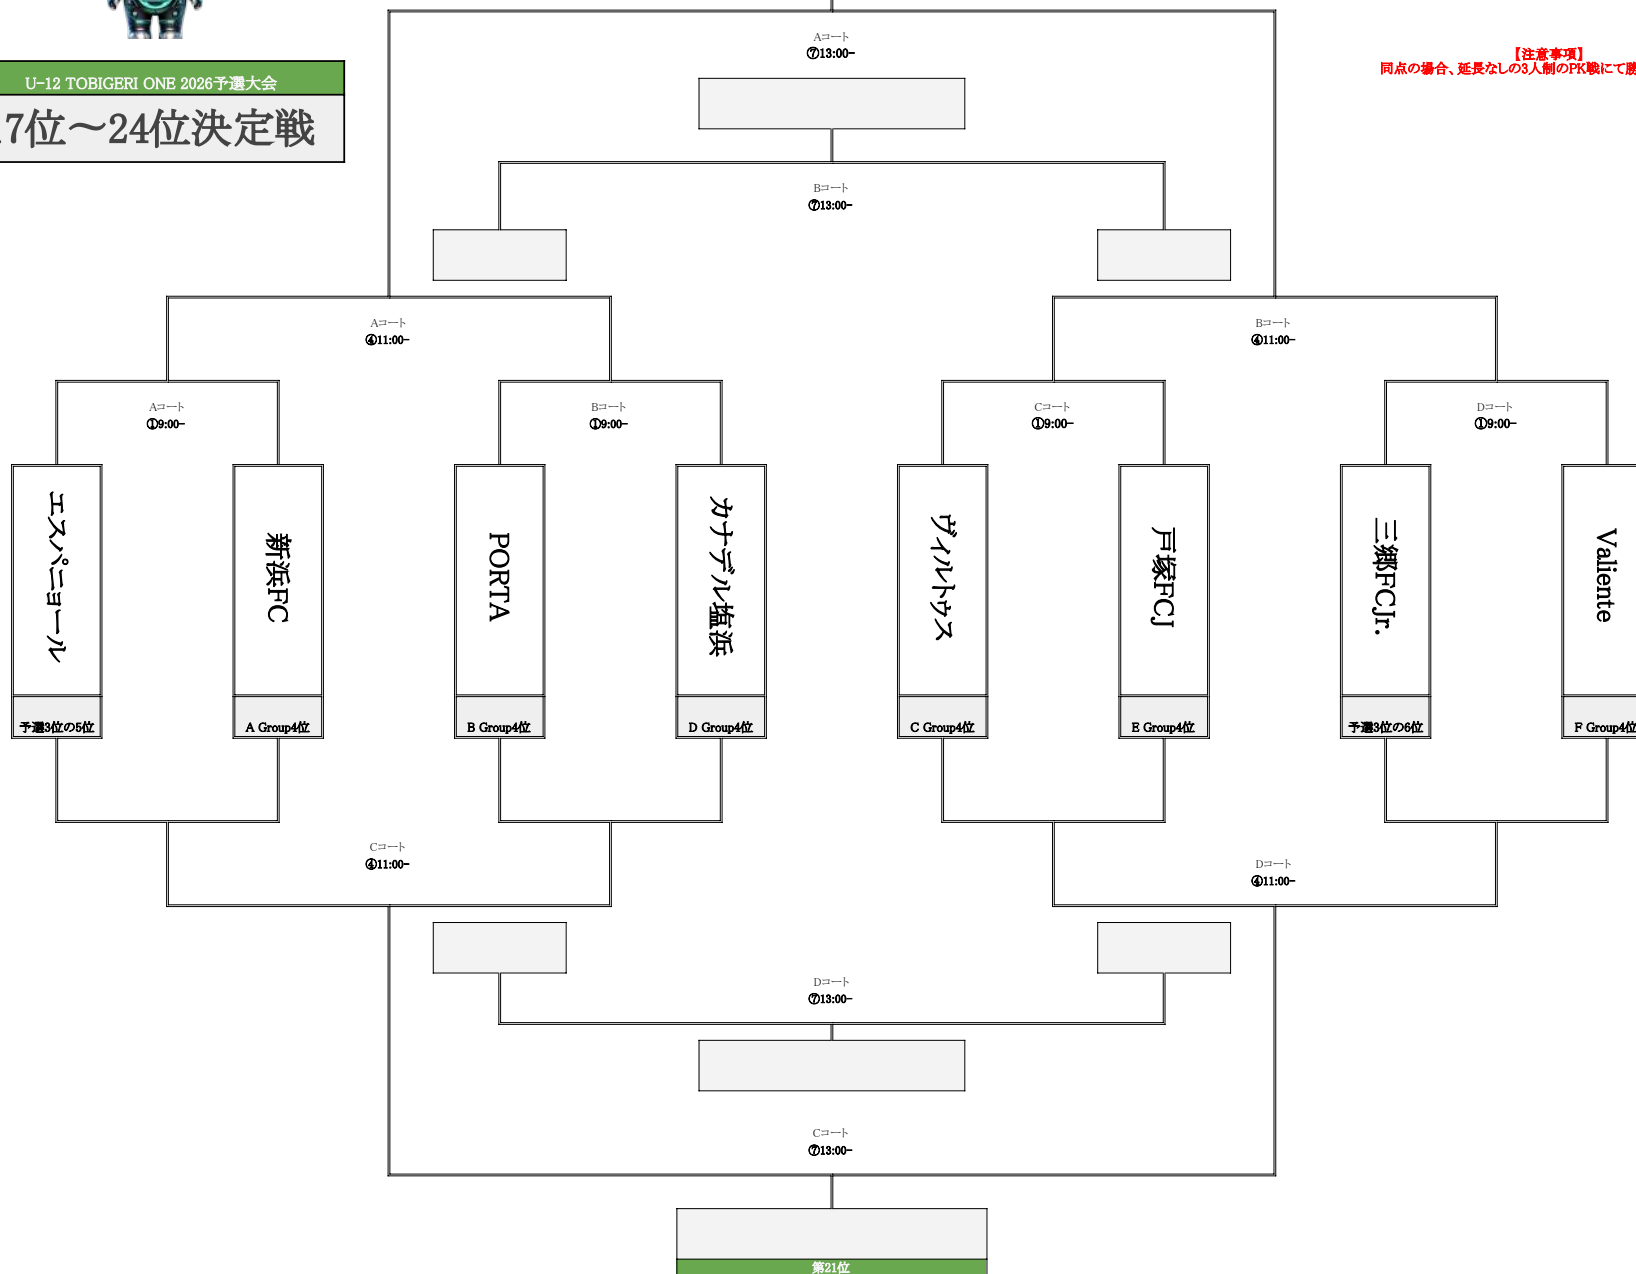 Aコート
⑦13:00-
【注意事項】
同点の場合、延長なしの3人制のPK戦にて勝
U-12 TOBIGERI ONE 2026予選大会
7位～24位決定戦
Bコート
⑦13:00-
Aコート
④11:00-
Bコート
④11:00-
Aコート
①9:00-
Bコート
①9:00-
Cコート
①9:00-
Dコート
①9:00-
エスパニョール
新浜FC
PORTA
カナデル塩浜
ヴィルトゥス
戸塚FCJ
三郷FCJr.
Valiente
予選3位の5位
A Group4位
B Group4位
D Group4位
C Group4位
E Group4位
予選3位の6位
F Group4位
Cコート
④11:00-
Dコート
④11:00-
Dコート
⑦13:00-
Cコート
⑦13:00-
第21位